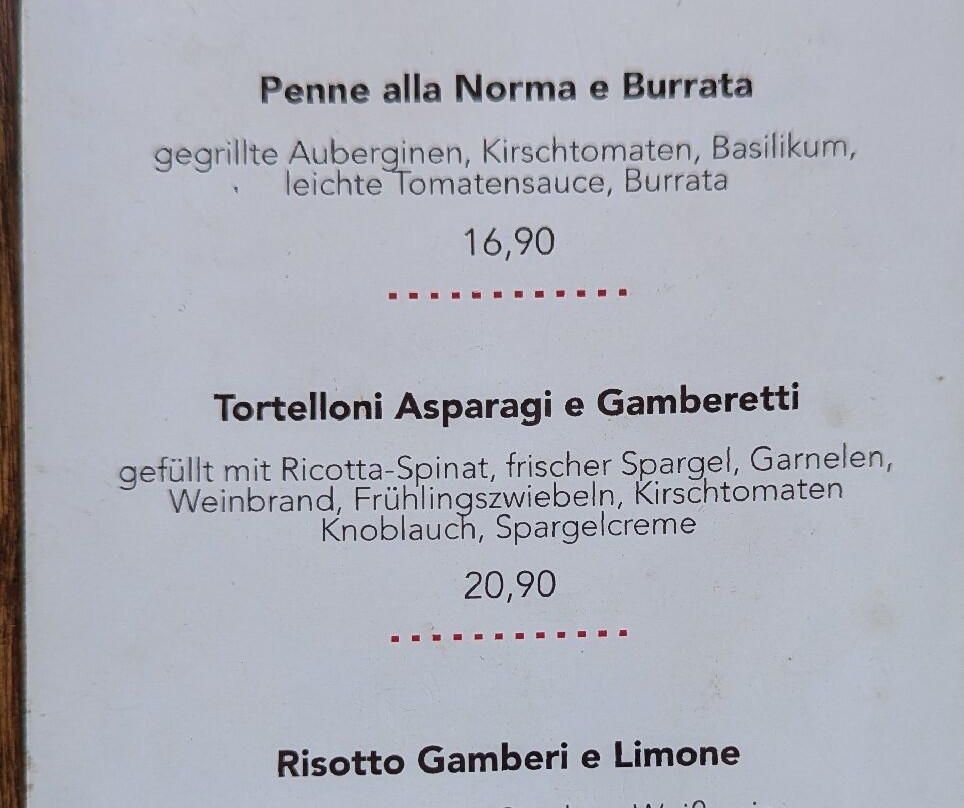 Penne alla Norma e Burrata
gegrillte Auberginen, Kirschtomaten, Basilikum,
leichte Tomatensauce, Burrata
16,90
Tortelloni Asparagi e Gamberetti
gefüllt mit Ricotta-Spinat, frischer Spargel, Garnelen,
Weinbrand, Frühlingszwiebeln, Kirschtomaten
Knoblauch, Spargelcreme
20,90
Risotto Gamberi e Limone